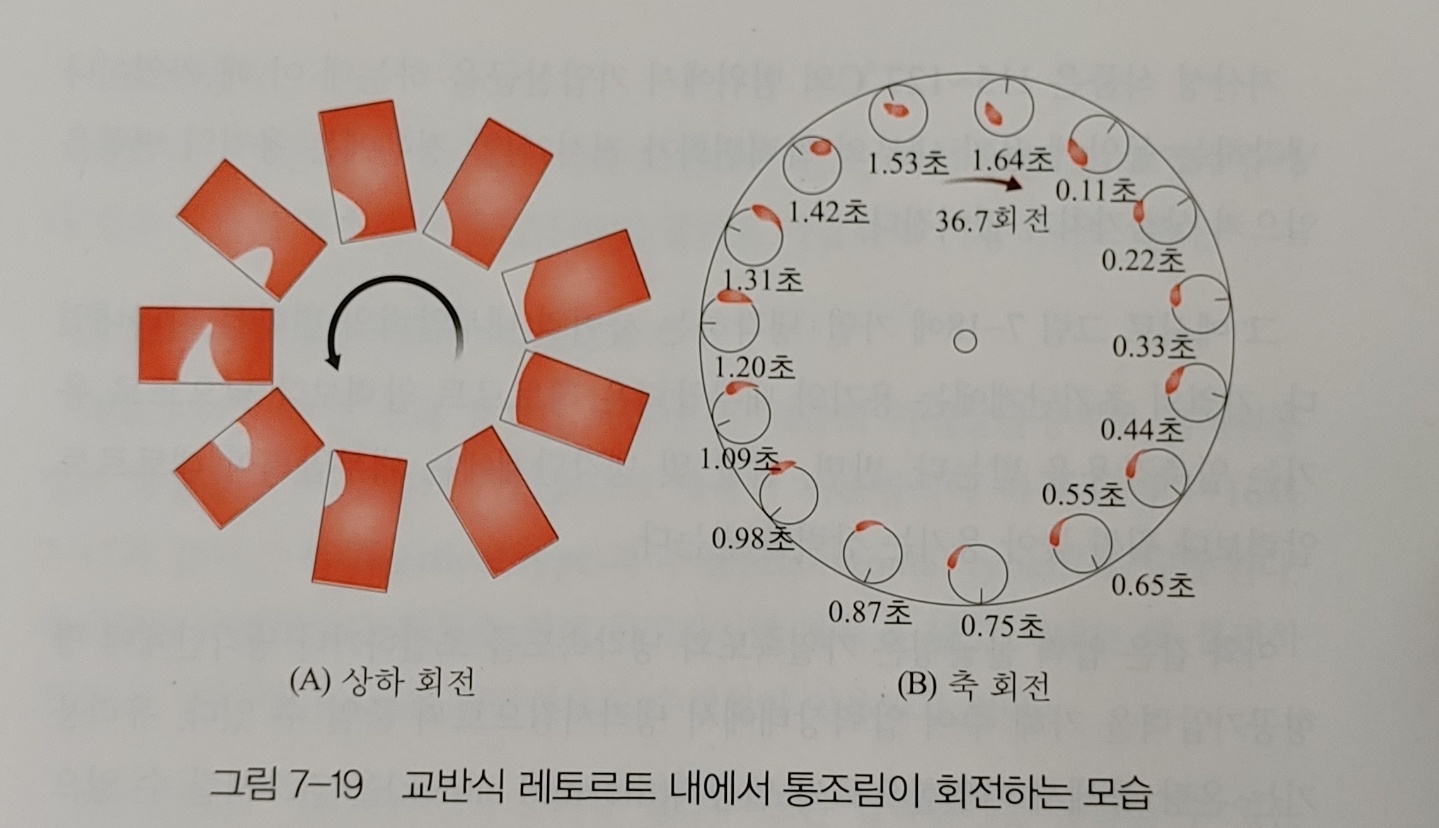 1.53초 1.64초
0.11초
1.42초
36.7회전
0.22초
1.31초
0.33초
1.20초
0.44초
1.09초
0.55초
0.98초
0.65초
0.87초
0.75초
(A) 상하 회전
(B) 축 회전
그림 7-19 교반식 레토르트 내에서 통조림이 회전하는 모습